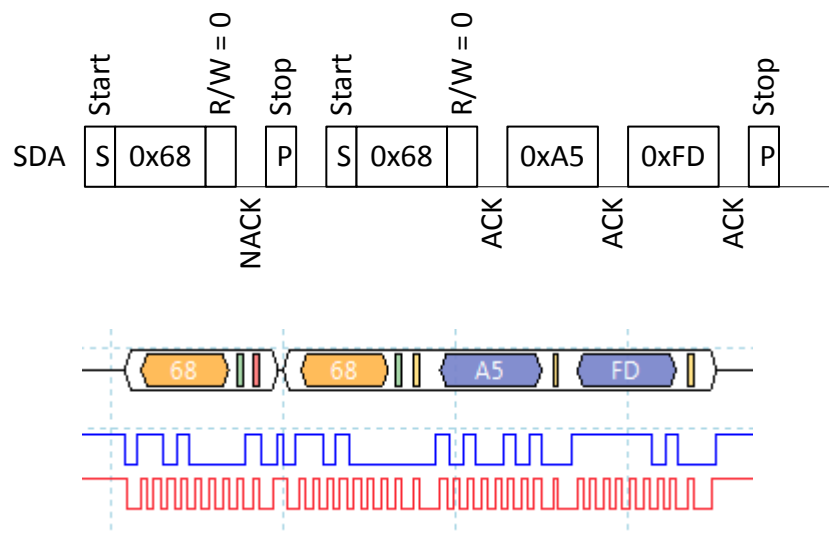 Start
R/W = 0
Stop
Start
R/W = 0
Stop
SDA S 0x68 P S 0x68 0xA5 0xFD P
NACK
ACK
ACK
ACK
68 68 A5 FD